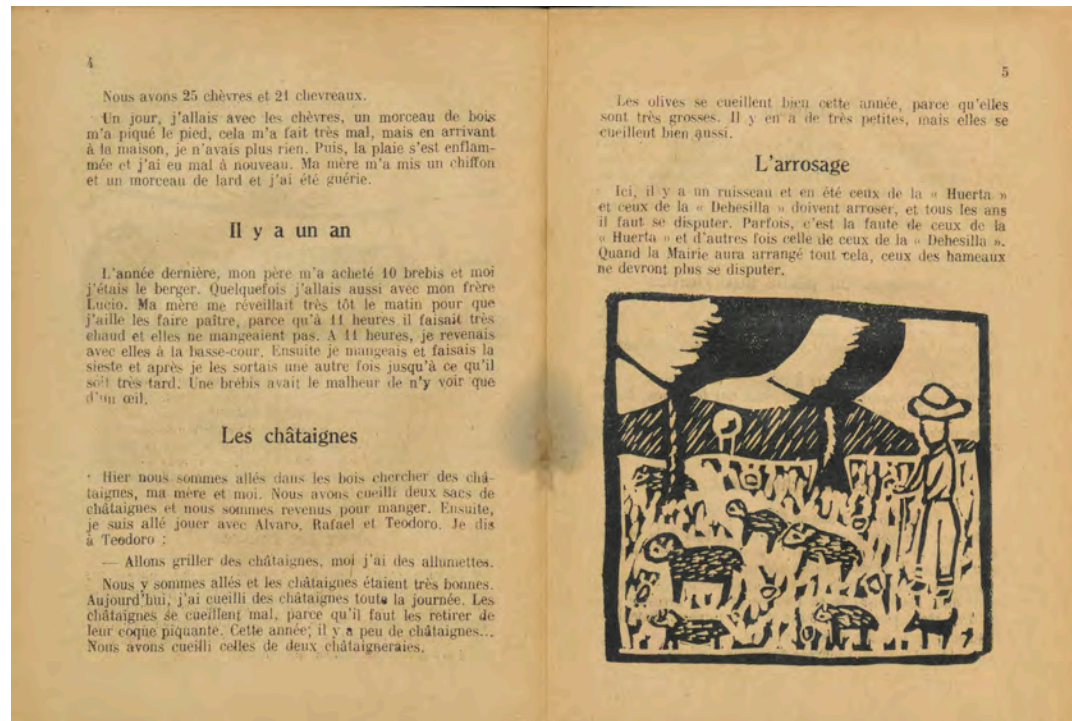 4
Nous avons 25 chèvres et 21 chevreaux.
Un jour, j'allais avec les chèvres, un morceau de bois
m'a piqué le pied, cela m'a fait très mal, mais en arrivant
à la maison, je n'avais plus rien. Puis, la plaie s'est enflam-
mée et j'ai eu mal à nouveau. Ma mère m'a mis un chiffon
et un morceau de lard et j'ai été guérie.
Il y a un an
L'année dernière, mon père m'a acheté 10 brebis et moi
j'étais le berger. Quelquefois j'allais aussi avec mon frère
Lucio. Ma mère me réveillait très tôt le matin pour que
j'aille les faire paître, parce qu'à 11 heures il faisait très
chaud et elles ne mangeaient pas. A 11 heures, je revenais
avec elles à la basse-cour. Ensuite je mangeais et faisais la
sieste et après je les sortais une autre fois jusqu'à ce qu'il
soit très tard. Une brebis avait le malheur de n'y voir que
d'un œil.
Les châtaignes
Hier nous sommes allés dans les bois chercher des châ-
taignes, ma mère et moi. Nous avons cueilli deux sacs de
châtaignes et nous sommes revenus pour manger. Ensuite,
je suis allé jouer avec Alvaro, Rafael et Teodoro. Je dis
à Teodoro :
— Allons griller des châtaignes, moi j'ai des allumettes.
Nous y sommes allés et les châtaignes étaient très bonnes.
Aujourd'hui, j'ai cueilli des châtaignes toute la journée. Les
châtaignes se cueillent mal, parce qu'il faut les retirer de
leur coque piquante. Cette année, il y a peu de châtaignes...
Nous avons cueilli celles de deux châtaigneraies.
5
Les olives se cueillent bien cette année, parce qu'elles
sont très grosses. Il y en a de très petites, mais elles se
cueillent bien aussi.
L'arrosage
Ici, il y a un ruisseau et en été ceux de la « Huerta »
et ceux de la « Dehesilla » doivent arroser, et tous les ans
il faut se disputer. Parfois, c'est la faute de ceux de la
« Huerta » et d'autres fois celle de ceux de la « Dehesilla ».
Quand la Mairie aura arrangé tout cela, ceux des hameaux
ne devront plus se disputer.